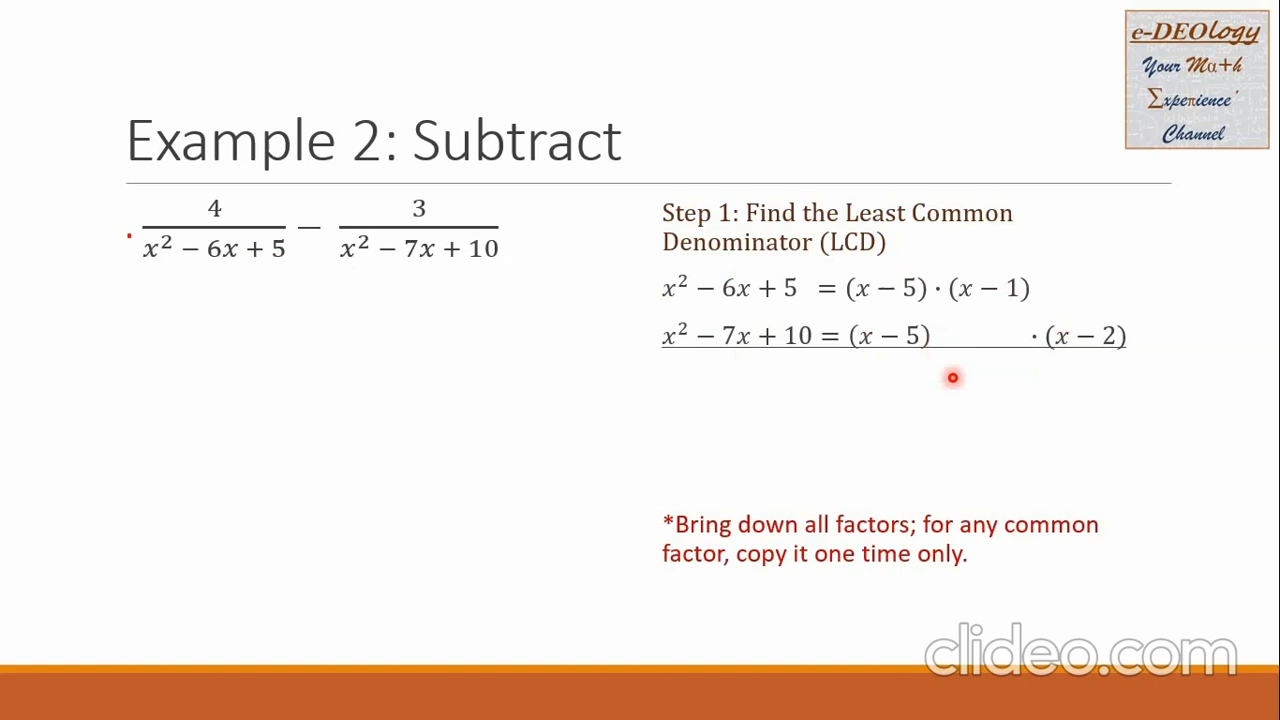 e-DEOlogy
Your Mα+h
Σxpeπience'
Channel
Example 2: Subtract
. 4/(x² − 6x + 5) − 3/(x² − 7x + 10)
Step 1: Find the Least Common
Denominator (LCD)
x² − 6x + 5 = (x − 5) · (x − 1)
x² − 7x + 10 = (x − 5) · (x − 2)
*Bring down all factors; for any common
factor, copy it one time only.
clideo.com